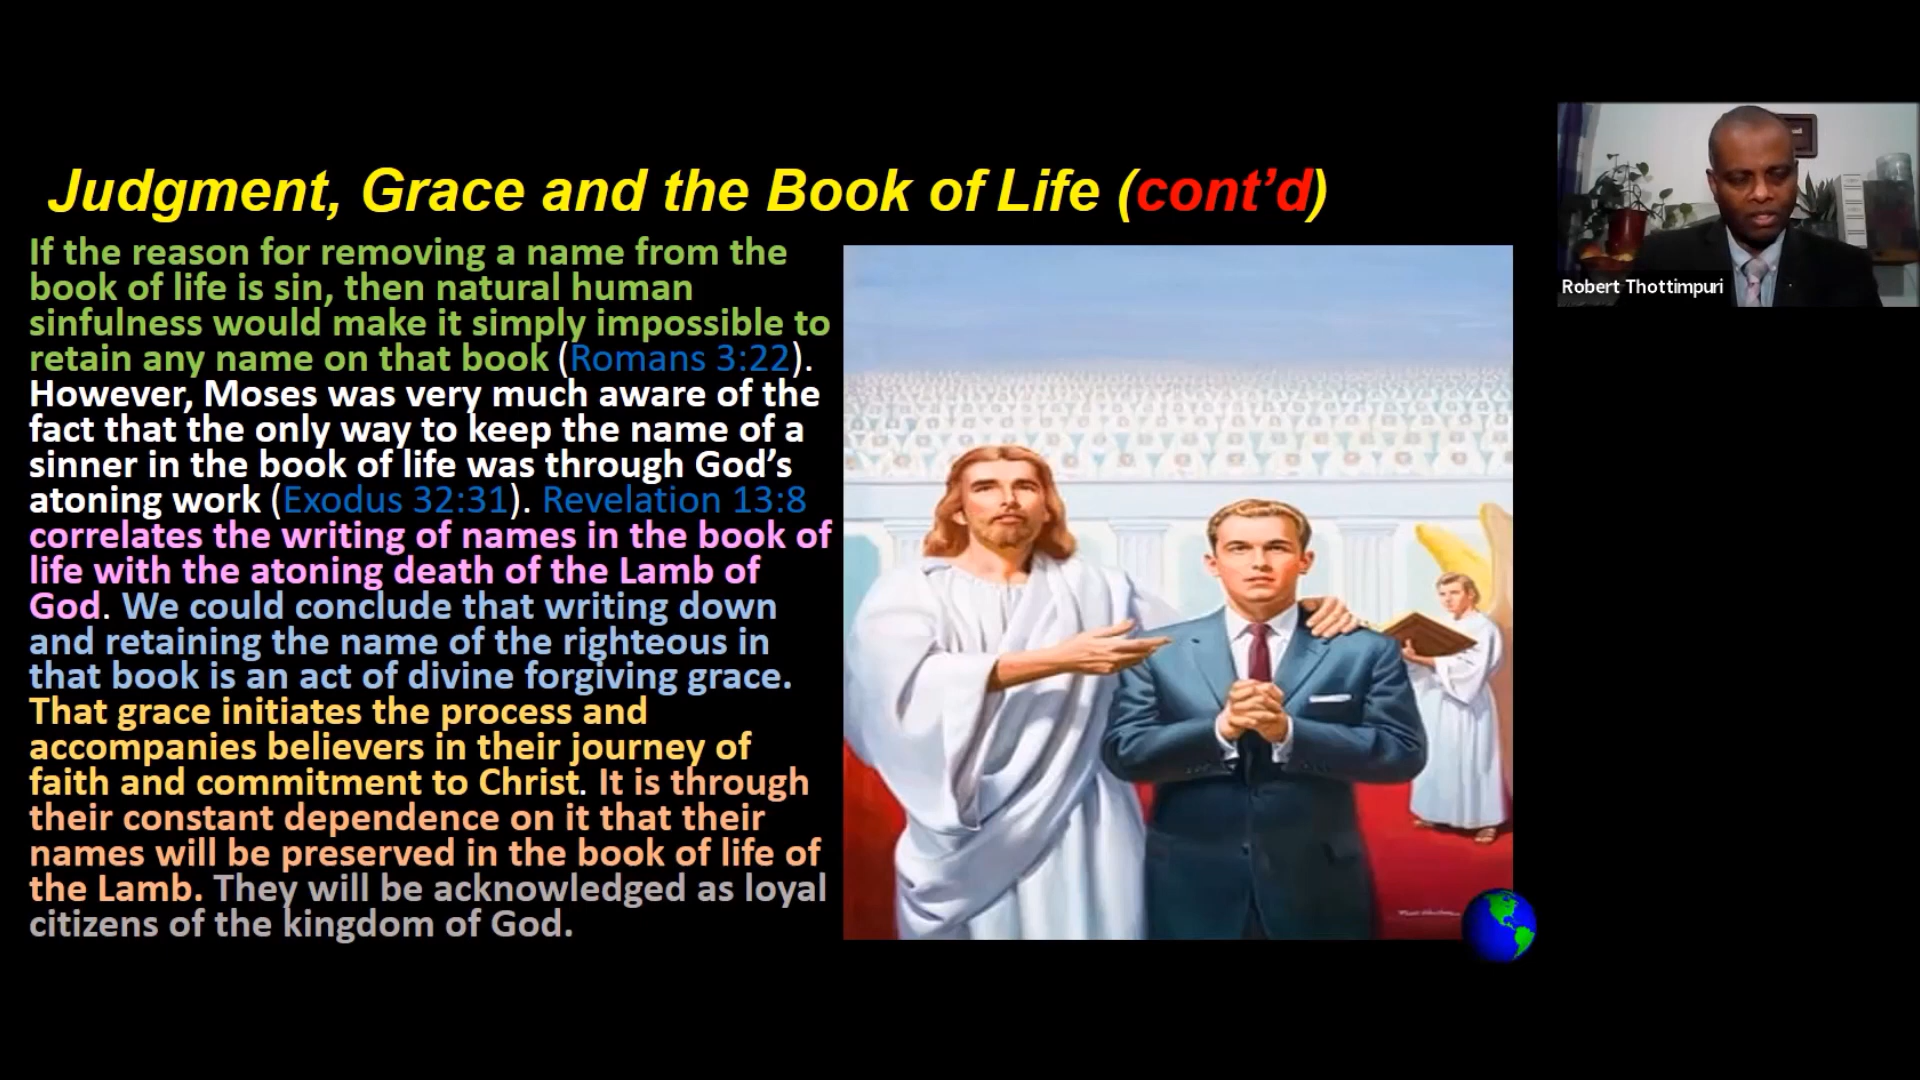 Judgment, Grace and the Book of Life (cont’d)
If the reason for removing a name from the
book of life is sin, then natural human
sinfulness would make it simply impossible to
retain any name on that book (Romans 3:22).
However, Moses was very much aware of the
fact that the only way to keep the name of a
sinner in the book of life was through God’s
atoning work (Exodus 32:31). Revelation 13:8
correlates the writing of names in the book of
life with the atoning death of the Lamb of
God. We could conclude that writing down
and retaining the name of the righteous in
that book is an act of divine forgiving grace.
That grace initiates the process and
accompanies believers in their journey of
faith and commitment to Christ. It is through
their constant dependence on it that their
names will be preserved in the book of life of
the Lamb. They will be acknowledged as loyal
citizens of the kingdom of God.
Robert Thottimpuri